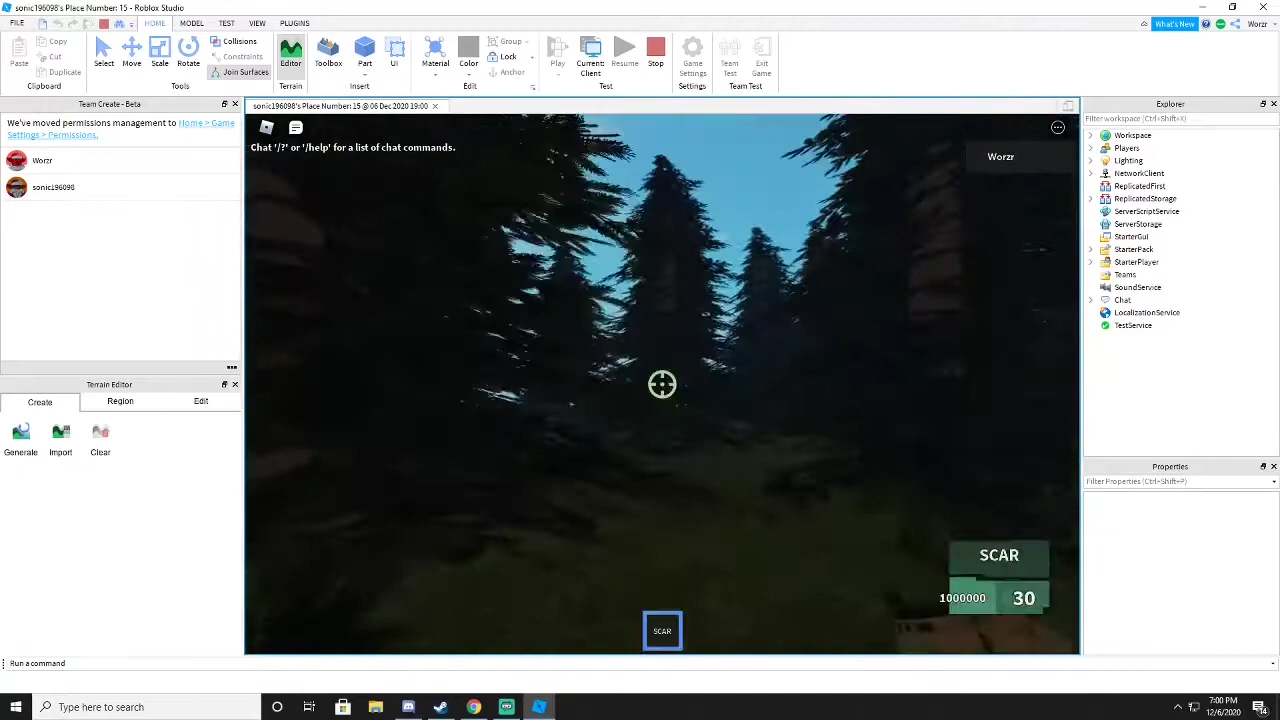 sonic196098's Place Number: 15 - Roblox Studio
FILE
HOME
MODEL
TEST
VIEW
PLUGINS
What's New
Worzr
Paste
Copy
Cut
Duplicate
Clipboard
Select
Move
Scale
Rotate
Collisions
Constraints
Join Surfaces
Tools
Editor
Terrain
Toolbox
Part
UI
Insert
Material
Color
Group
Lock
Anchor
Edit
Play
Current:
Client
Resume
Stop
Test
Game
Settings
Settings
Team
Test
Exit
Game
Team Test
Team Create - Beta
We've moved permissions management to Home > Game
Settings > Permissions.
Worzr
sonic196098
Terrain Editor
Create
Region
Edit
Generate
Import
Clear
sonic196098's Place Number: 15 @ 06 Dec 2020 19:00
Chat '/?' or '/help' for a list of chat commands.
Worzr
SCAR
1000000
30
SCAR
Explorer
Filter workspace (Ctrl+Shift+X)
Workspace
Players
Lighting
NetworkClient
ReplicatedFirst
ReplicatedStorage
ServerScriptService
ServerStorage
StarterGui
StarterPack
StarterPlayer
Teams
SoundService
Chat
LocalizationService
TestService
Properties
Filter Properties (Ctrl+Shift+P)
Run a command
Type here to search
7:00 PM
12/6/2020